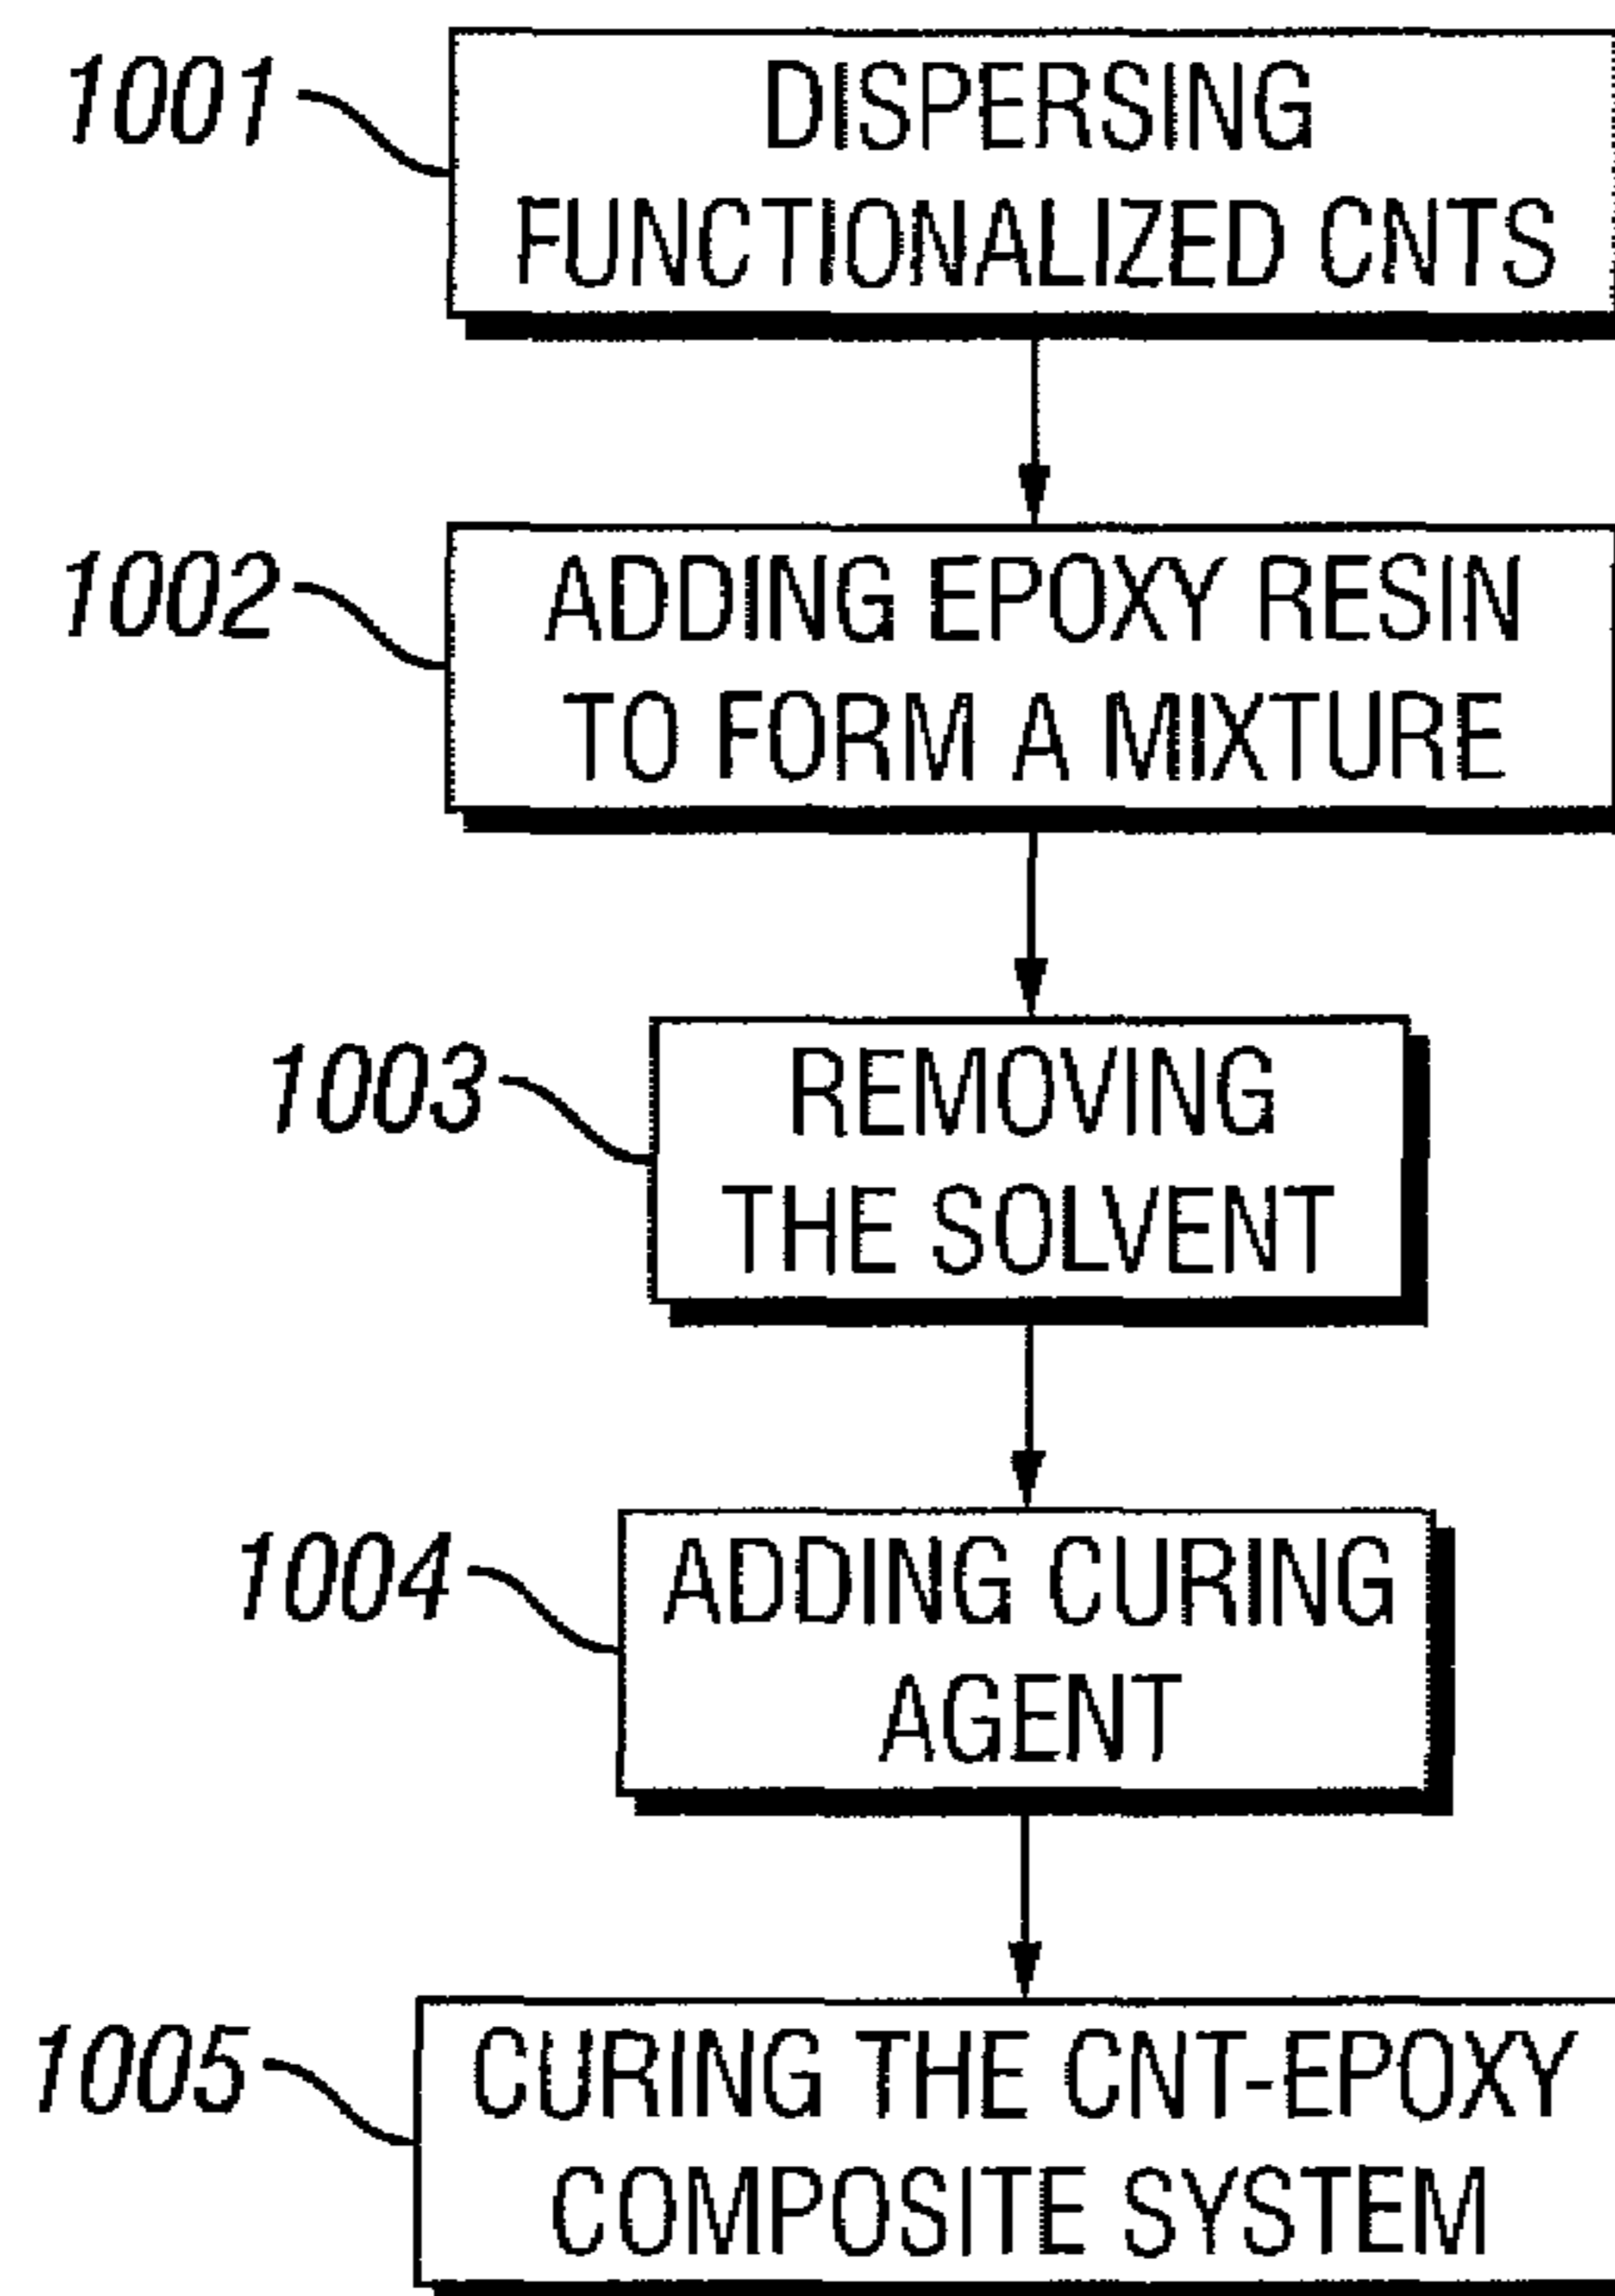 1001
DISPERSING
FUNCTIONALIZED CNTS
1002
ADDING EPOXY RESIN
TO FORM A MIXTURE
1003
REMOVING
THE SOLVENT
1004
ADDING CURING
AGENT
1005
CURING THE CNT-EPOXY
COMPOSITE SYSTEM